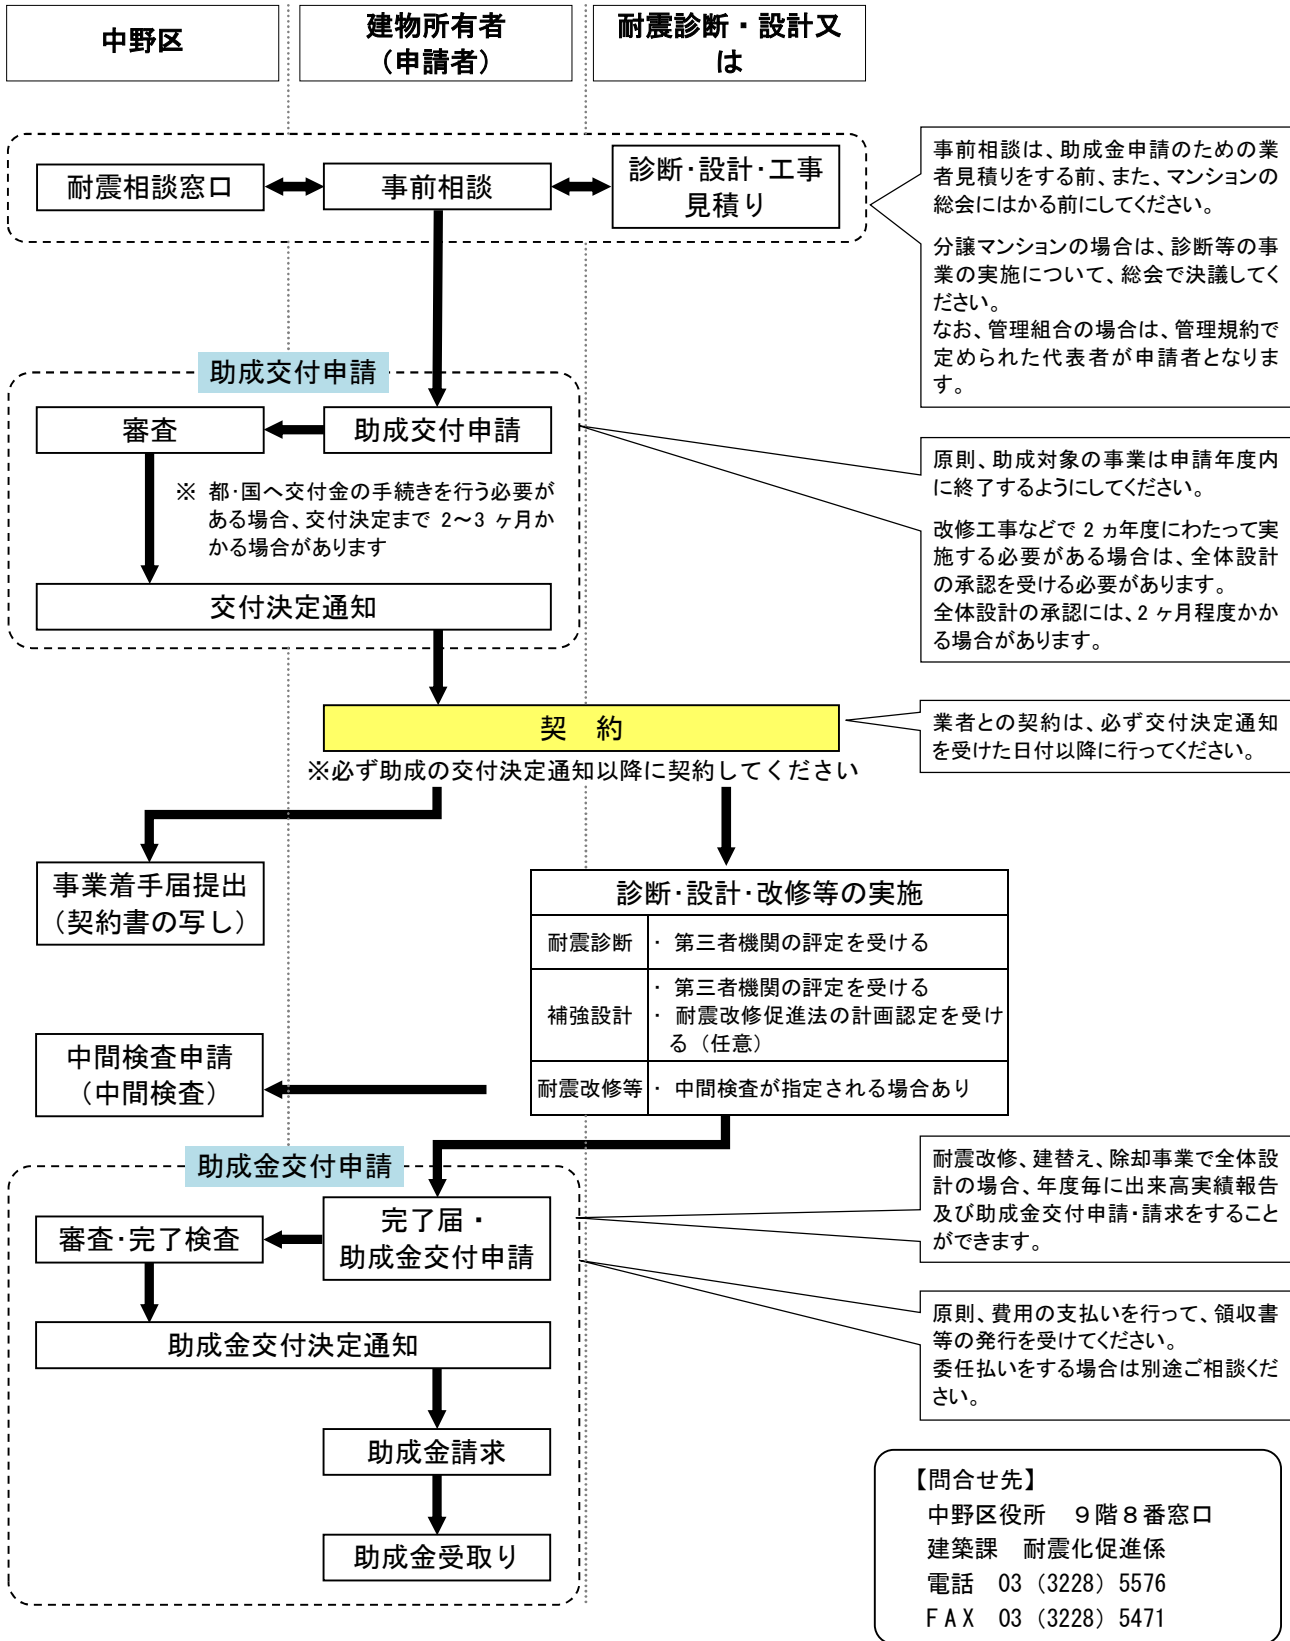 中野区
建物所有者
（申請者）
耐震診断・設計又
は
耐震相談窓口
事前相談
診断・設計・工事
見積り
事前相談は、助成金申請のための業
者見積りをする前、また、マンションの
総会にはかる前にしてください。
分譲マンションの場合は、診断等の事
業の実施について、総会で決議してく
ださい。
なお、管理組合の場合は、管理規約で
定められた代表者が申請者となりま
す。
助成交付申請
審査
助成交付申請
※ 都・国へ交付金の手続きを行う必要が
ある場合、交付決定まで 2～3 ヶ月か
かる場合があります
交付決定通知
原則、助成対象の事業は申請年度内
に終了するようにしてください。
改修工事などで 2 ヵ年度にわたって実
施する必要がある場合は、全体設計
の承認を受ける必要があります。
全体設計の承認には、2 ヶ月程度かか
る場合があります。
契　約
※必ず助成の交付決定通知以降に契約してください
業者との契約は、必ず交付決定通知
を受けた日付以降に行ってください。
事業着手届提出
（契約書の写し）
診断・設計・改修等の実施
耐震診断
・ 第三者機関の評定を受ける
補強設計
・ 第三者機関の評定を受ける
・ 耐震改修促進法の計画認定を受け
る（任意）
耐震改修等
・ 中間検査が指定される場合あり
中間検査申請
（中間検査）
助成金交付申請
審査・完了検査
完了届・
助成金交付申請
助成金交付決定通知
助成金請求
助成金受取り
耐震改修、建替え、除却事業で全体設
計の場合、年度毎に出来高実績報告
及び助成金交付申請・請求をすること
ができます。
原則、費用の支払いを行って、領収書
等の発行を受けてください。
委任払いをする場合は別途ご相談くだ
さい。
【問合せ先】
中野区役所　９階８番窓口
建築課　耐震化促進係
電話　03（3228）5576
ＦＡＸ　03（3228）5471